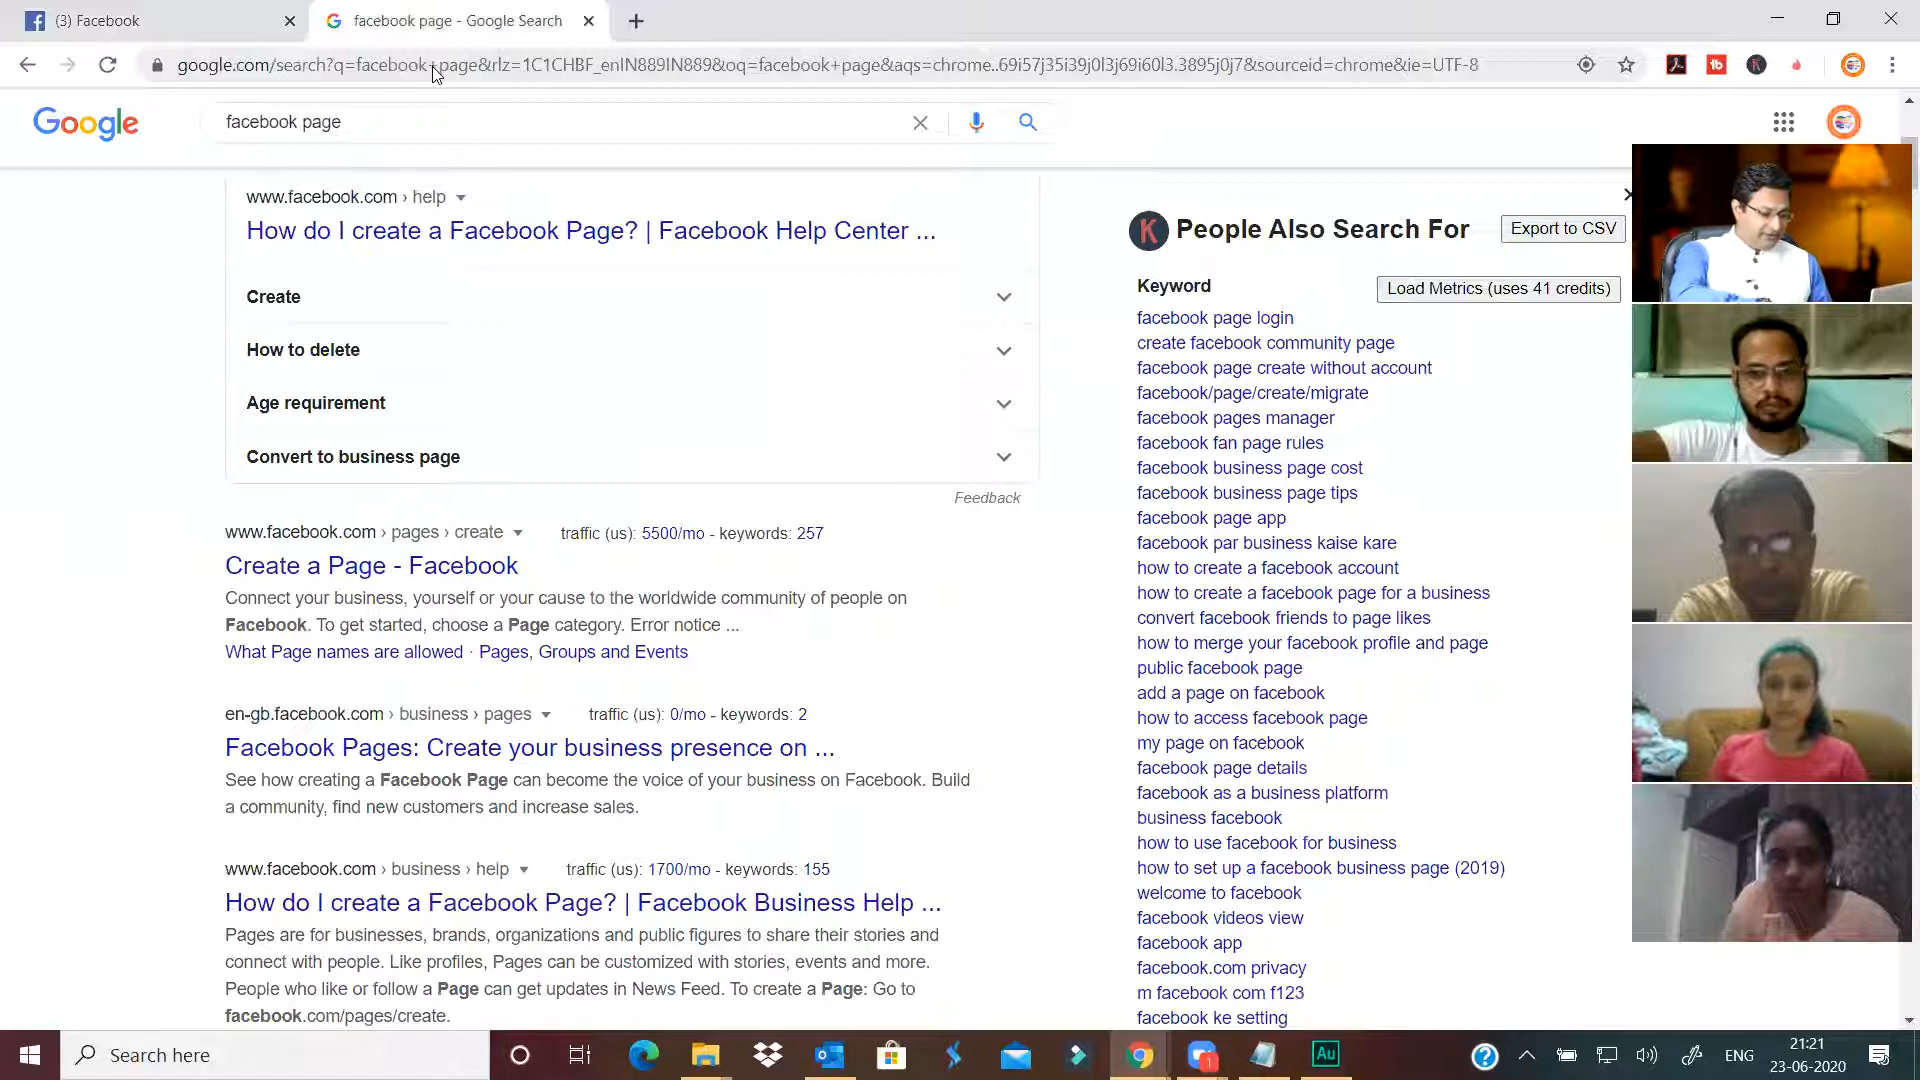 (3) Facebook
facebook page - Google Search
google.com/search?q=facebook+page&rlz=1C1CHBF_enIN889IN889&oq=facebook+page&aqs=chrome..69i57j35i39j0l3j69i60l3.3895j0j7&sourceid=chrome&ie=UTF-8
Google
facebook page
www.facebook.com › help
How do I create a Facebook Page? | Facebook Help Center ...
Create
How to delete
Age requirement
Convert to business page
Feedback
www.facebook.com › pages › create traffic (us): 5500/mo - keywords: 257
Create a Page - Facebook
Connect your business, yourself or your cause to the worldwide community of people on
Facebook. To get started, choose a Page category. Error notice ...
What Page names are allowed · Pages, Groups and Events
en-gb.facebook.com › business › pages traffic (us): 0/mo - keywords: 2
Facebook Pages: Create your business presence on ...
See how creating a Facebook Page can become the voice of your business on Facebook. Build
a community, find new customers and increase sales.
www.facebook.com › business › help traffic (us): 1700/mo - keywords: 155
How do I create a Facebook Page? | Facebook Business Help ...
Pages are for businesses, brands, organizations and public figures to share their stories and
connect with people. Like profiles, Pages can be customized with stories, events and more.
People who like or follow a Page can get updates in News Feed. To create a Page: Go to
facebook.com/pages/create.
K People Also Search For
Export to CSV
Keyword
Load Metrics (uses 41 credits)
facebook page login
create facebook community page
facebook page create without account
facebook/page/create/migrate
facebook pages manager
facebook fan page rules
facebook business page cost
facebook business page tips
facebook page app
facebook par business kaise kare
how to create a facebook account
how to create a facebook page for a business
convert facebook friends to page likes
how to merge your facebook profile and page
public facebook page
add a page on facebook
how to access facebook page
my page on facebook
facebook page details
facebook as a business platform
business facebook
how to use facebook for business
how to set up a facebook business page (2019)
welcome to facebook
facebook videos view
facebook app
facebook.com privacy
m facebook com f123
facebook ke setting
Search here
Au
ENG
21:21
23-06-2020